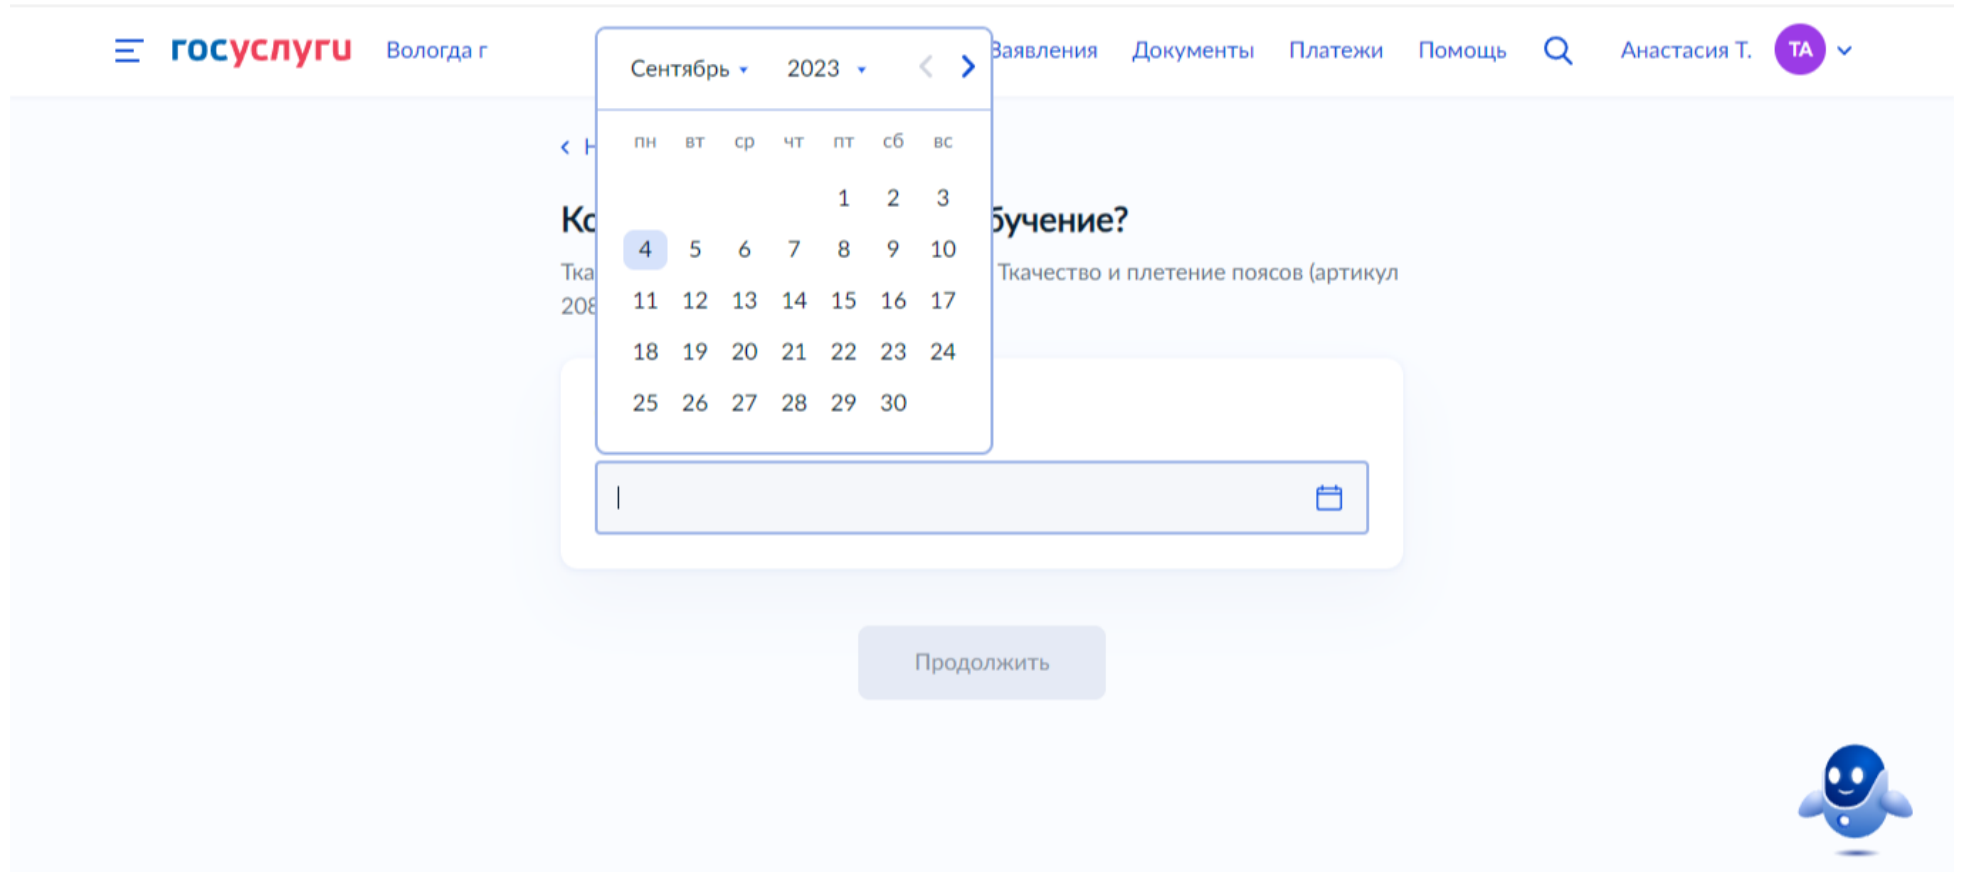 госуслуги Вологда г Заявления Документы Платежи Помощь Анастасия Т. ТА
Сентябрь 2023
пн вт ср чт пт сб вс
1 2 3
4 5 6 7 8 9 10
11 12 13 14 15 16 17
18 19 20 21 22 23 24
25 26 27 28 29 30
бучение?
Тка Ткачество и плетение поясов (артикул
208
Продолжить